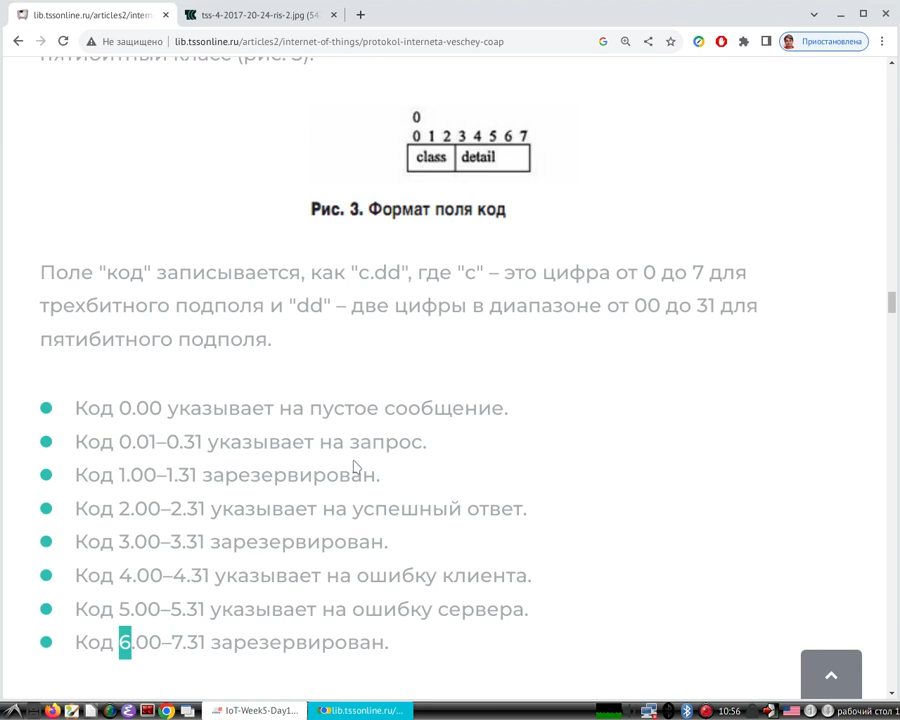 lib.tssonline.ru/articles2/intern
tss-4-2017-20-24-ris-2.jpg (54
Не защищено
lib.tssonline.ru/articles2/internet-of-things/protokol-interneta-veschey-coap
Приостановлена
пятибитный класс (рис. 3).
0
0 1 2 3 4 5 6 7
class detail
Рис. 3. Формат поля код
Поле "код" записывается, как "c.dd", где "c" – это цифра от 0 до 7 для
трехбитного подполя и "dd" – две цифры в диапазоне от 00 до 31 для
пятибитного подполя.
Код 0.00 указывает на пустое сообщение.
Код 0.01–0.31 указывает на запрос.
Код 1.00–1.31 зарезервирован.
Код 2.00–2.31 указывает на успешный ответ.
Код 3.00–3.31 зарезервирован.
Код 4.00–4.31 указывает на ошибку клиента.
Код 5.00–5.31 указывает на ошибку сервера.
Код 6.00–7.31 зарезервирован.
IoT-Week5-Day1...
lib.tssonline.ru/...
10:56
рабочий стол 1